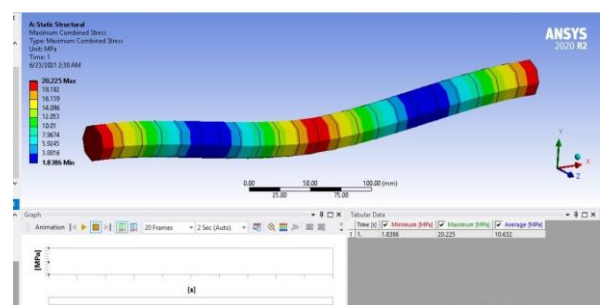 A: Static Structural
Maximum Combined Stress
Type: Maximum Combined Stress
Unit: MPa
Time: 1
6/23/2021 2:38 AM
20.225 Max
18.182
16.139
14.096
12.053
10.01
7.9674
5.9245
3.8816
1.8386 Min
ANSYS
2020 R2
Y
X
Z
0.00 50.00 100.00 (mm)
25.00 75.00
Graph
Animation 20 Frames 2 Sec (Auto)
[MPa]
[s]
Tabular Data
Time [s] Minimum [MPa] Maximum [MPa] Average [MPa]
1 1. 1.8386 20.225 10.632